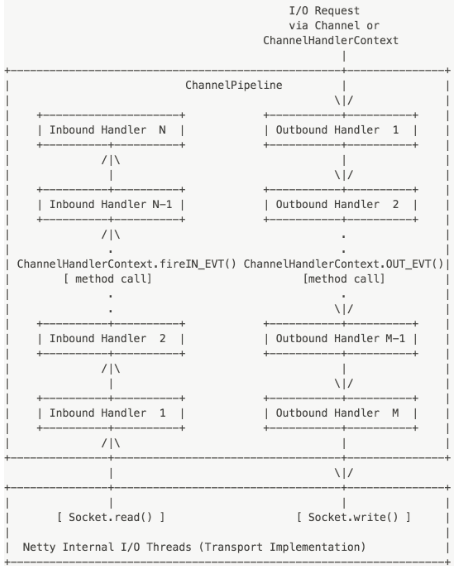 I/O Request
via Channel or
ChannelHandlerContext
ChannelPipeline
Inbound Handler N
Outbound Handler 1
Inbound Handler N-1
Outbound Handler 2
ChannelHandlerContext.fireIN_EVT() ChannelHandlerContext.OUT_EVT()
[ method call] [method call]
Inbound Handler 2
Outbound Handler M-1
Inbound Handler 1
Outbound Handler M
[ Socket.read() ] [ Socket.write() ]
Netty Internal I/O Threads (Transport Implementation)